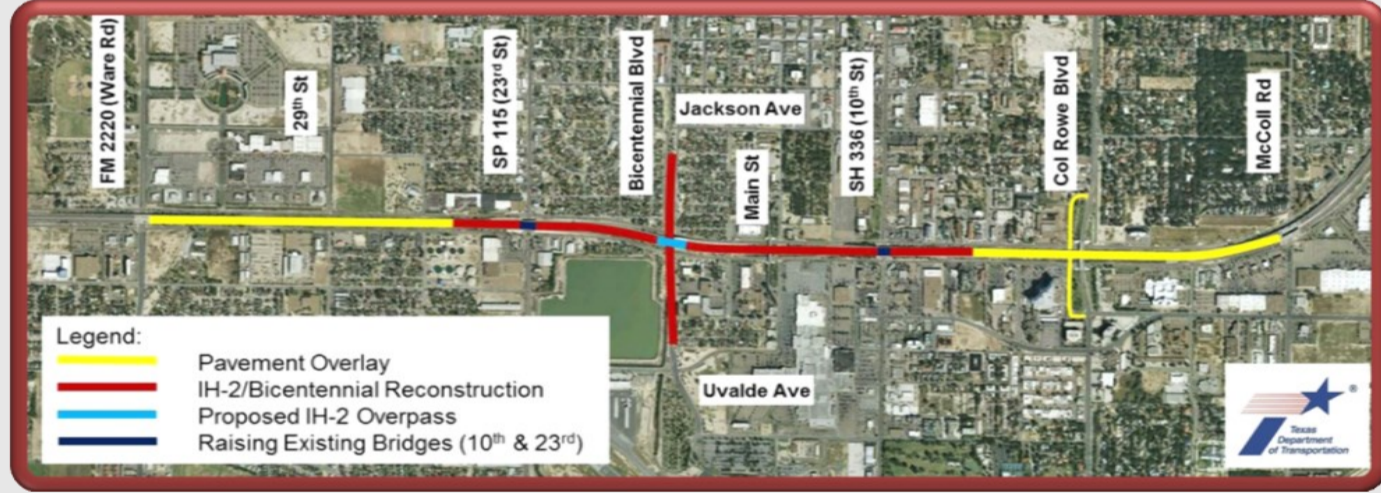 FM 2220 (Ware Rd)
29th St
SP 115 (23rd St)
Bicentennial Blvd
Jackson Ave
Main St
SH 336 (10th St)
Col Rowe Blvd
McColl Rd
Uvalde Ave
Legend:
Pavement Overlay
IH-2/Bicentennial Reconstruction
Proposed IH-2 Overpass
Raising Existing Bridges (10th & 23rd)
®
Texas
Department
of Transportation